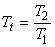 T_t = T_2 / T_1